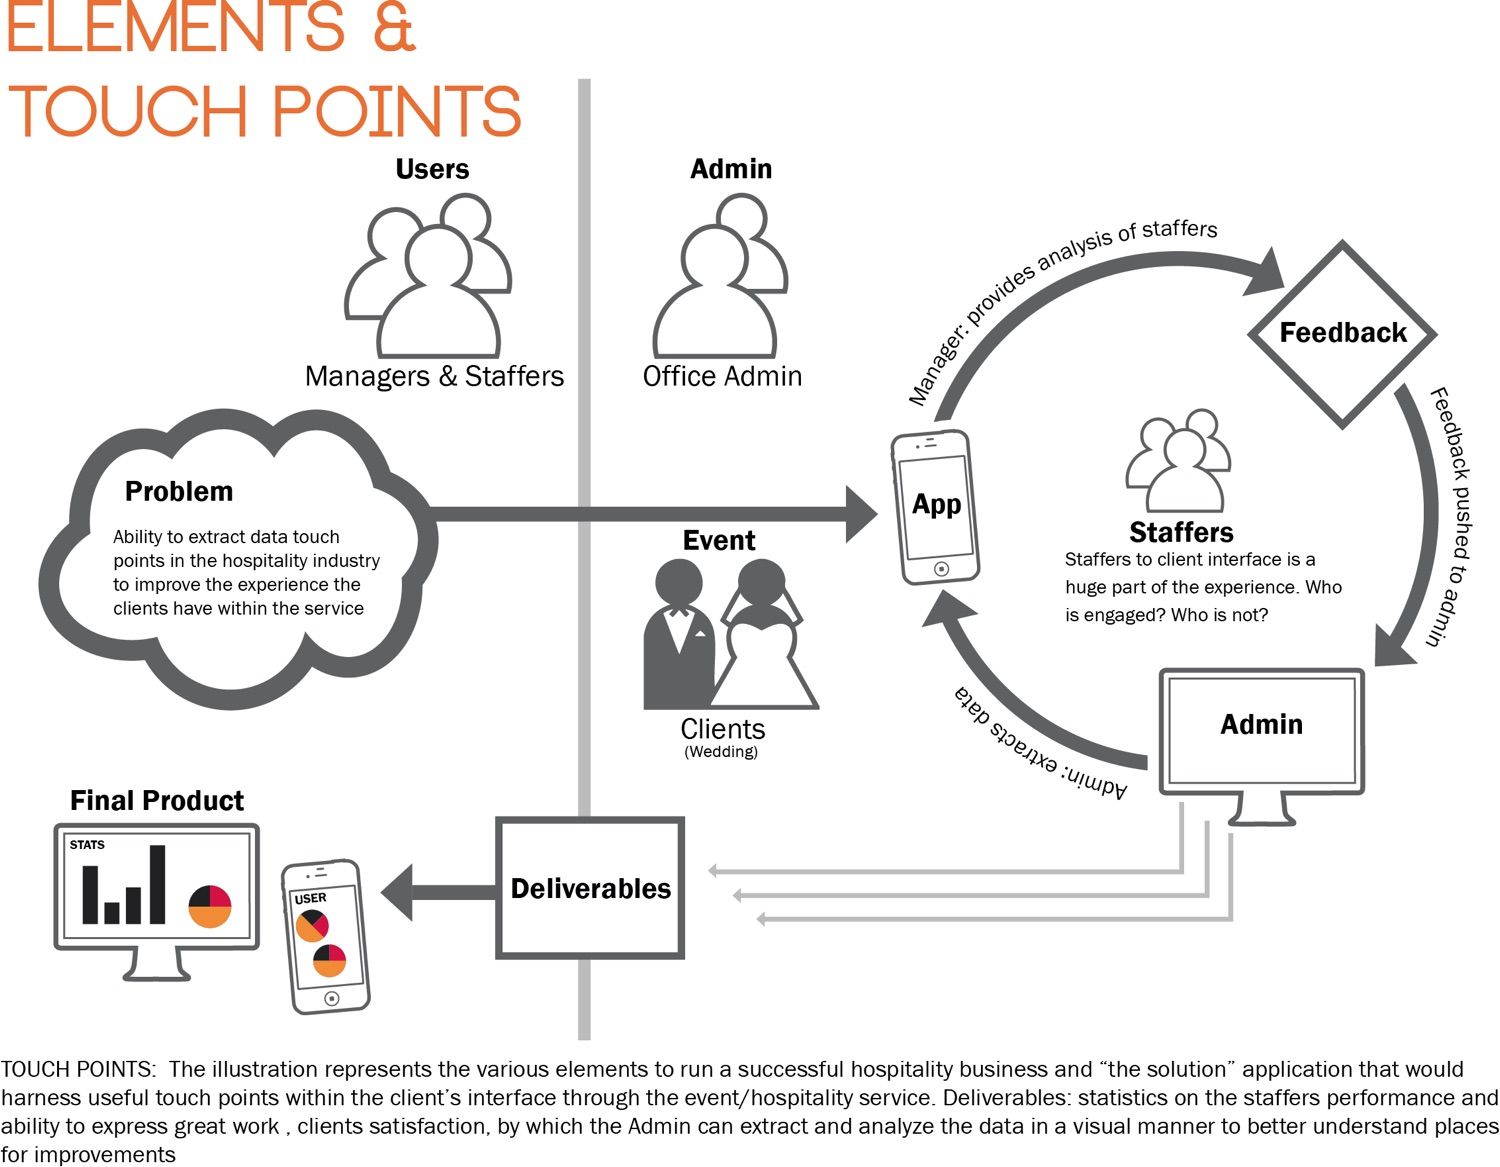 ELEMENTS &
TOUCH POINTS
Users
Managers & Staffers
Admin
Office Admin
Problem
Ability to extract data touch
points in the hospitality industry
to improve the experience the
clients have within the service
Event
Clients
(Wedding)
App
Manager: provides analysis of staffers
Feedback
Feedback pushed to admin
Staffers
Staffers to client interface is a
huge part of the experience. Who
is engaged? Who is not?
Admin
Admin: extracts data
Final Product
STATS
USER
Deliverables
TOUCH POINTS:  The illustration represents the various elements to run a successful hospitality business and “the solution” application that would
harness useful touch points within the client’s interface through the event/hospitality service. Deliverables: statistics on the staffers performance and
ability to express great work , clients satisfaction, by which the Admin can extract and analyze the data in a visual manner to better understand places
for improvements